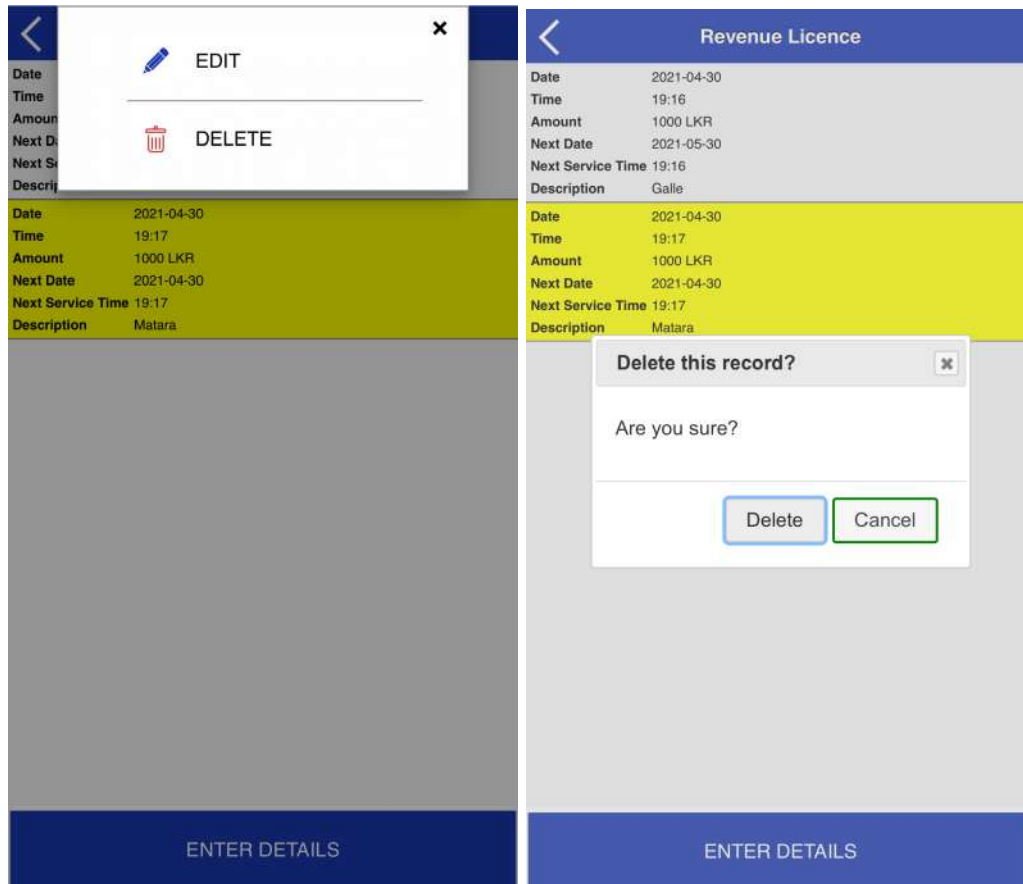 EDIT
DELETE
Date
Time
Next
Date 2021-04-30
Time 19:17
Amount 1000 LKR
Next Date 2021-04-30
Next Service Time 19:17
Description Matara
ENTER DETAILS
Revenue Licence
Date 2021-04-30
Time 19:16
Amount 1000 LKR
Next Date 2021-05-30
Next Service Time 19:16
Description Galle
Date 2021-04-30
Time 19:17
Amount 1000 LKR
Next Date 2021-04-30
Next Service Time 19:17
Description Matara
Delete this record?
Are you sure?
Delete Cancel
ENTER DETAILS